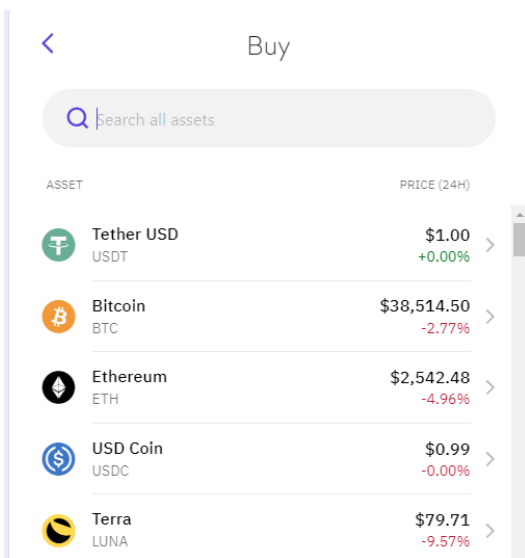 Buy
Search all assets
ASSET PRICE (24H)
Tether USD $1.00
USDT +0.00%
Bitcoin $38,514.50
BTC -2.77%
Ethereum $2,542.48
ETH -4.96%
USD Coin $0.99
USDC -0.00%
Terra $79.71
LUNA -9.57%